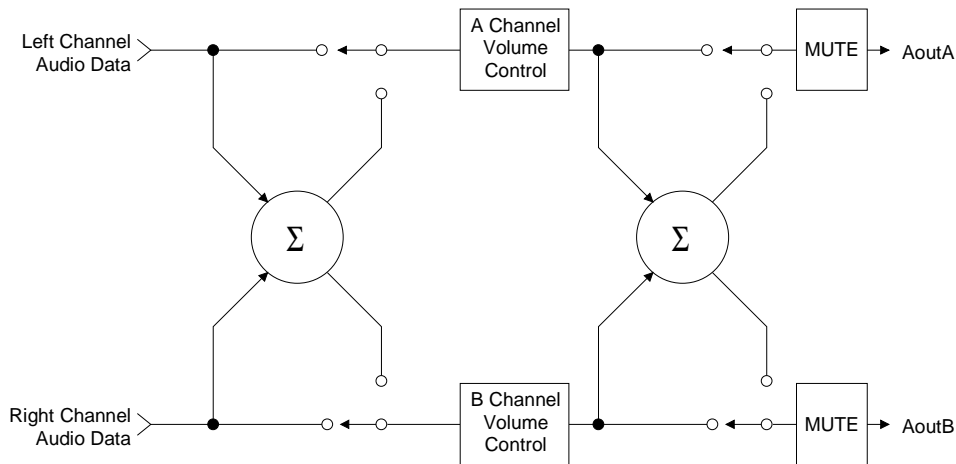 Left Channel
Audio Data
A Channel
Volume
Control
MUTE
AoutA
Σ
Σ
Right Channel
Audio Data
B Channel
Volume
Control
MUTE
AoutB